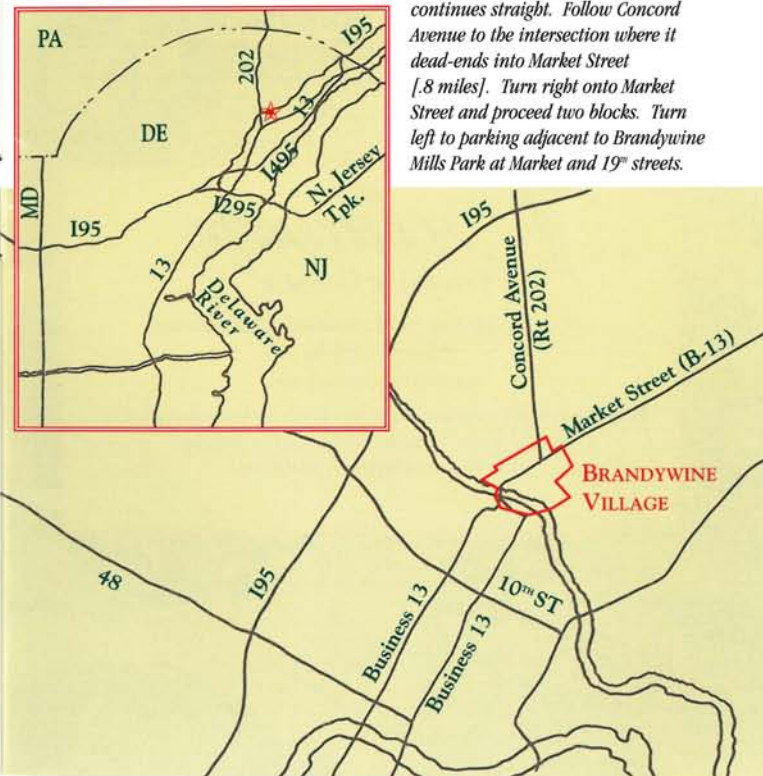 continues straight. Follow Concord
Avenue to the intersection where it
dead-ends into Market Street
[.8 miles]. Turn right onto Market
Street and proceed two blocks. Turn
left to parking adjacent to Brandywine
Mills Park at Market and 19th streets.
PA
202
I95
13
DE
I495
MD
I95
I295
N. Jersey
Tpk.
13
NJ
Delaware
River
I95
Concord Avenue
(Rt 202)
Market Street (B-13)
BRANDYWINE
VILLAGE
48
I95
10TH ST
Business 13
Business 13